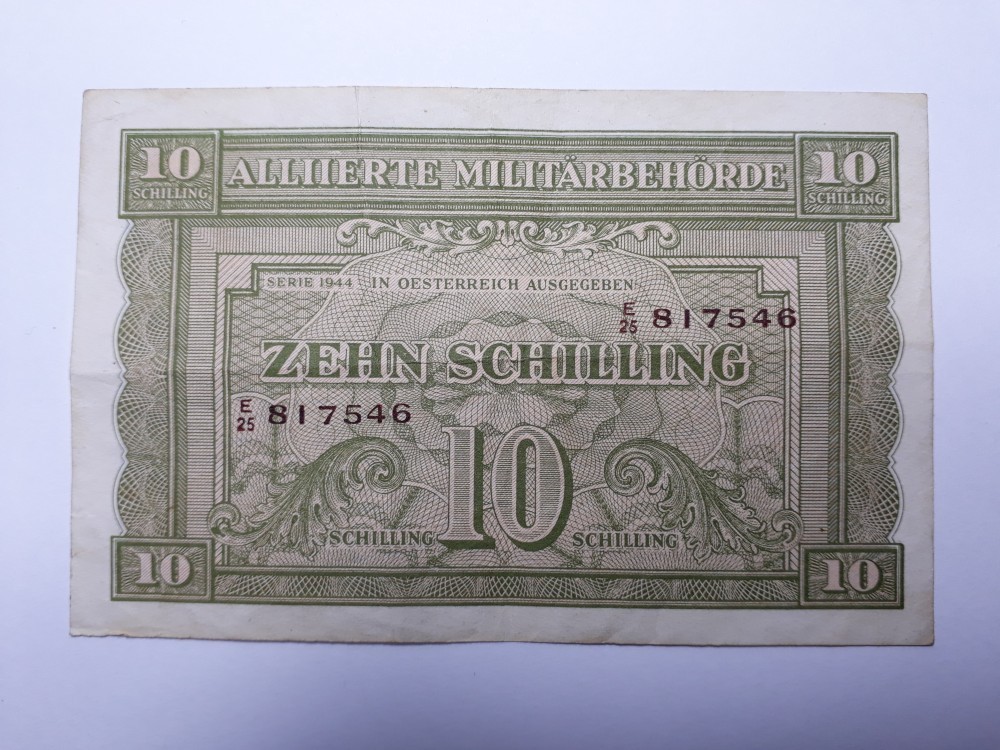 10 SCHILLING ALLIIERTE MILITÄRBEHÖRDE 10 SCHILLING
SERIE 1944 IN OESTERREICH AUSGEGEBEN
E/25 817546
ZEHN SCHILLING
E/25 817546
SCHILLING 10 SCHILLING
10 10